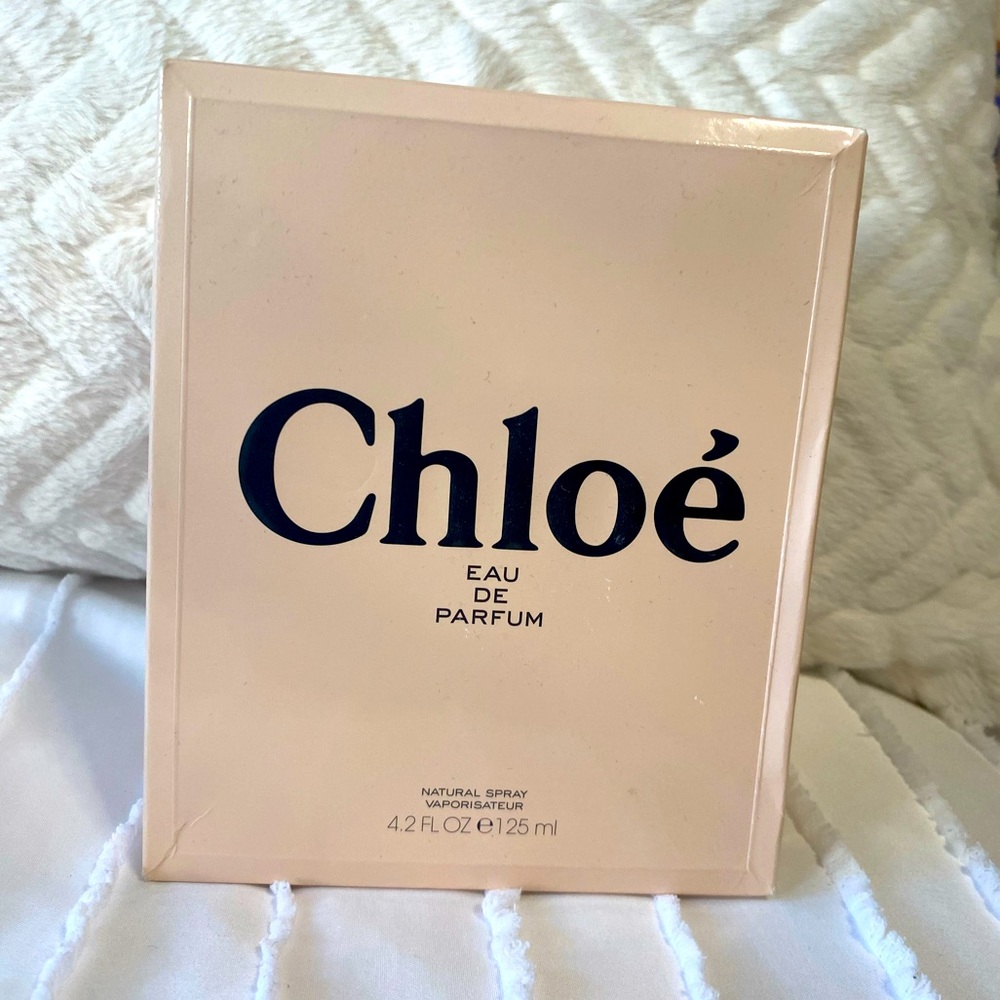 Chloé
EAU
DE
PARFUM
NATURAL SPRAY
VAPORISATEUR
4.2 FL OZ ℮125 ml